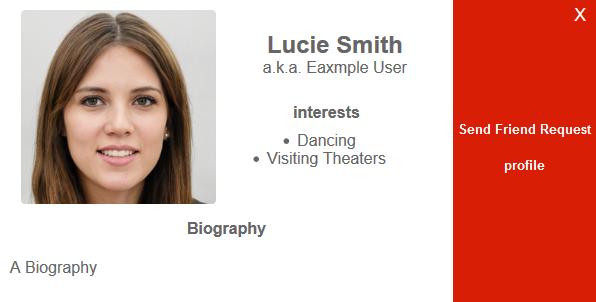 Lucie Smith
a.k.a. Eaxmple User
interests
• Dancing
• Visiting Theaters
Biography
A Biography
X
Send Friend Request
profile